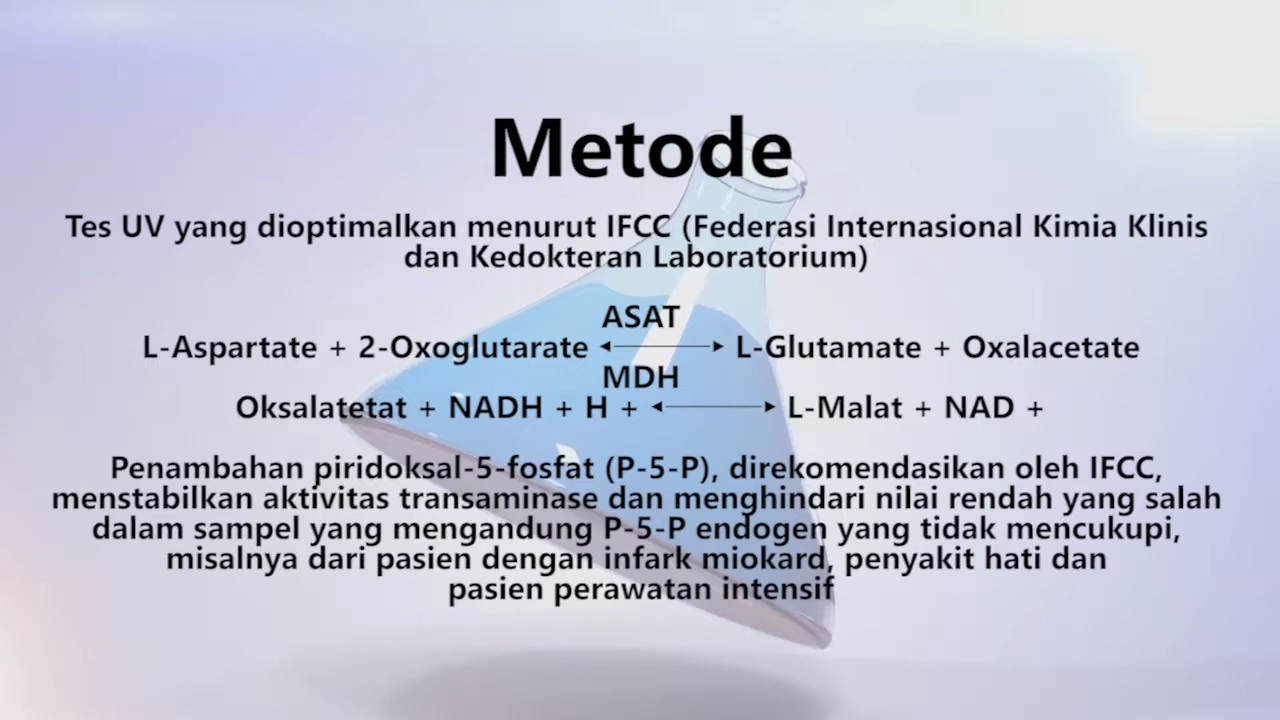 Metode
Tes UV yang dioptimalkan menurut IFCC (Federasi Internasional Kimia Klinis
dan Kedokteran Laboratorium)
ASAT
L-Aspartate + 2-Oxoglutarate ↔ L-Glutamate + Oxalacetate
MDH
Oksalatetat + NADH + H + ↔ L-Malat + NAD +
Penambahan piridoksal-5-fosfat (P-5-P), direkomendasikan oleh IFCC,
menstabilkan aktivitas transaminase dan menghindari nilai rendah yang salah
dalam sampel yang mengandung P-5-P endogen yang tidak mencukupi,
misalnya dari pasien dengan infark miokard, penyakit hati dan
pasien perawatan intensif